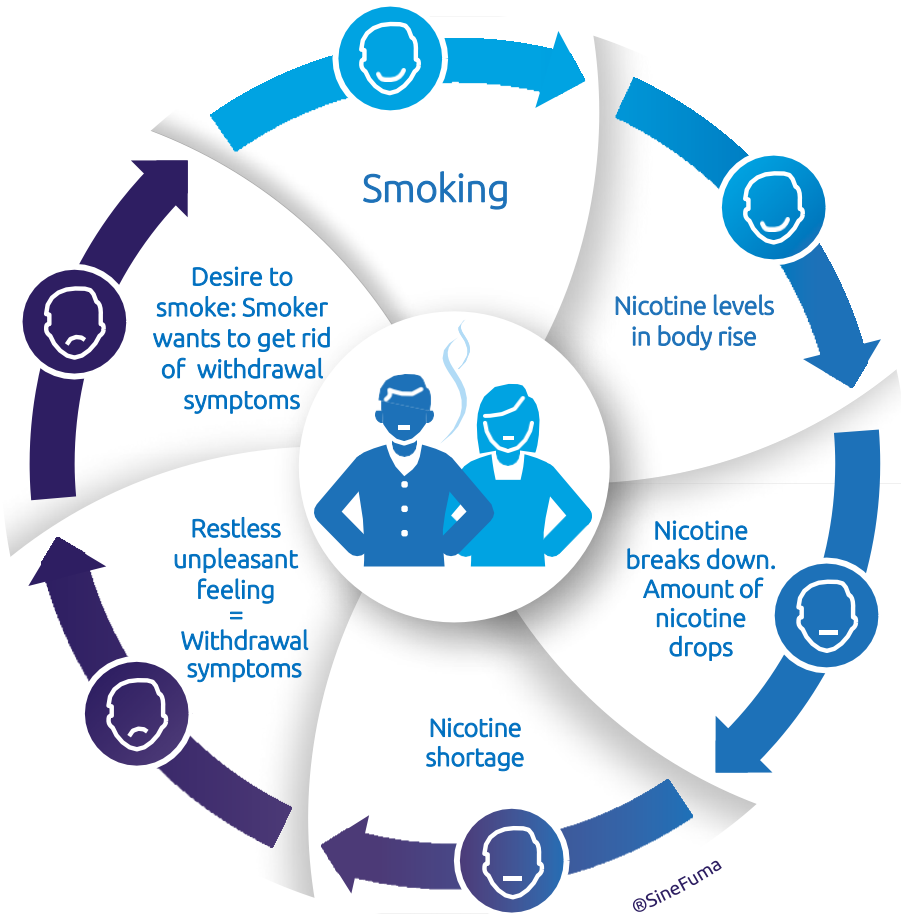 Smoking
Nicotine levels
in body rise
Nicotine
breaks down.
Amount of
nicotine
drops
Nicotine
shortage
Restless
unpleasant
feeling
=
Withdrawal
symptoms
Desire to
smoke: Smoker
wants to get rid
of withdrawal
symptoms
®SineFuma